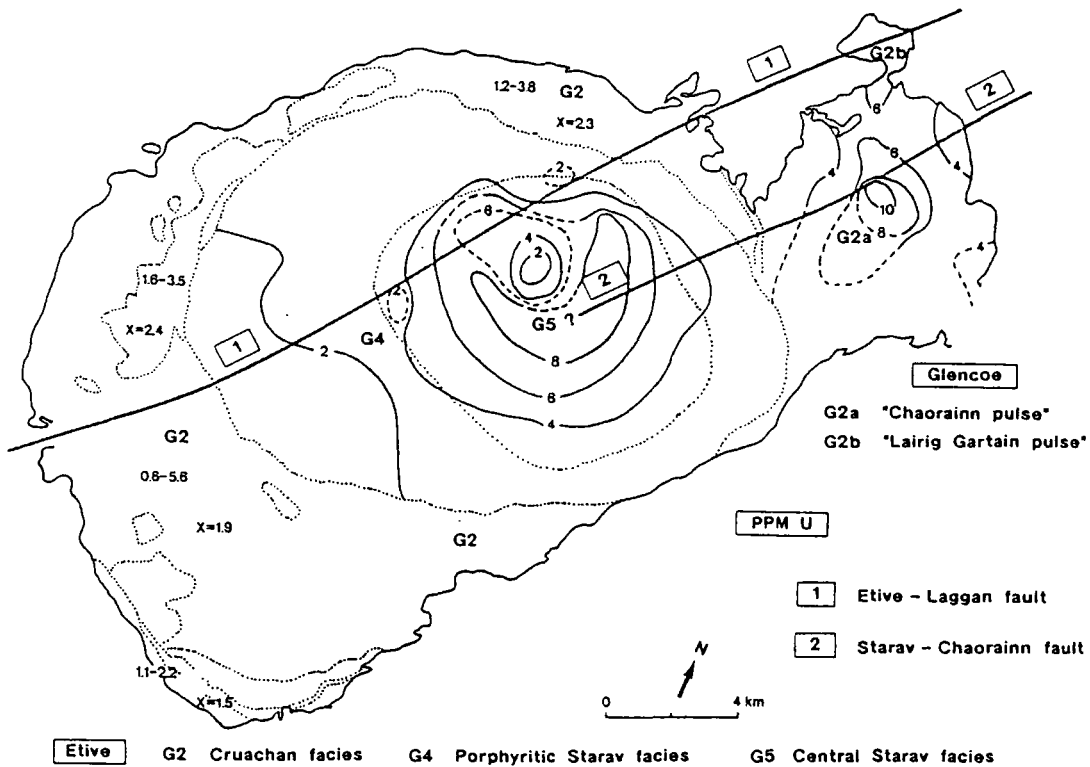 G2b
1
2
1.2–3.8 G2
X=2.3
6
6
4
4
2
10
8
G2a
4
6
4
2
2
2
G5
7
8
6
4
1.6–3.5
X=2.4
1
2
G4
G2
0.6–5.6
X=1.9
G2
1.1–2.2
X=1.5
Glencoe
G2a "Chaorainn pulse"
G2b "Lairig Gartain pulse"
PPM U
1 Etive – Laggan fault
2 Starav – Chaorainn fault
N
0 4 km
Etive G2 Cruachan facies G4 Porphyritic Starav facies G5 Central Starav facies